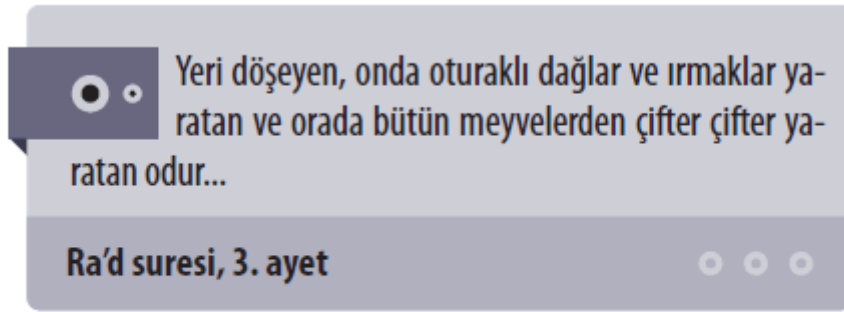 Yeri döşeyen, onda oturaklı dağlar ve ırmaklar ya-
ratan ve orada bütün meyvelerden çifter çifter ya-
ratan odur...
Ra’d suresi, 3. ayet